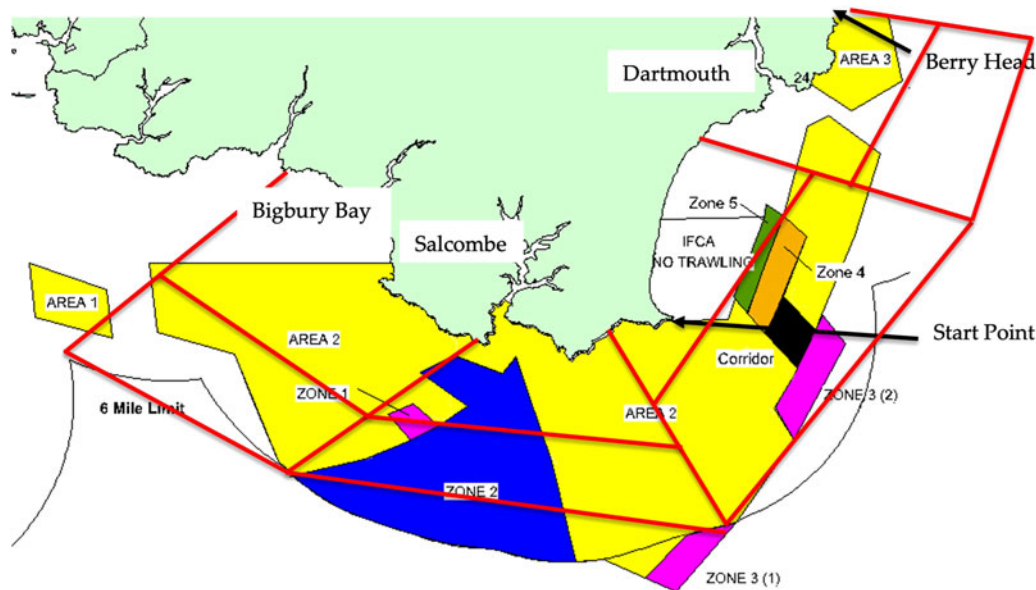 AREA 3
Berry Head
Dartmouth
24
Zone 5
Bigbury Bay
Salcombe
IFCA
NO TRAWLING
Zone 4
AREA 1
AREA 2
Start Point
Corridor
ZONE 1
6 Mile Limit
AREA 2
ZONE 3 (2)
ZONE 2
ZONE 3 (1)